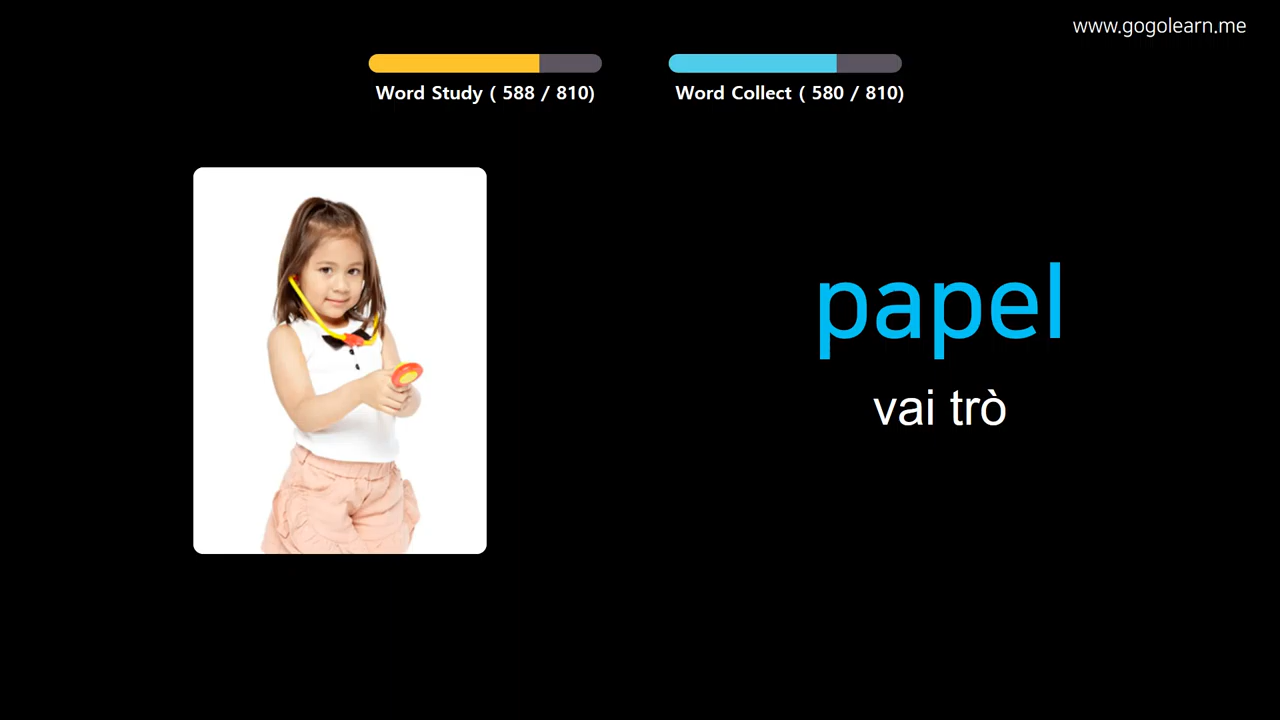 www.gogolearn.me
Word Study ( 588 / 810)
Word Collect ( 580 / 810)
papel
vai trò